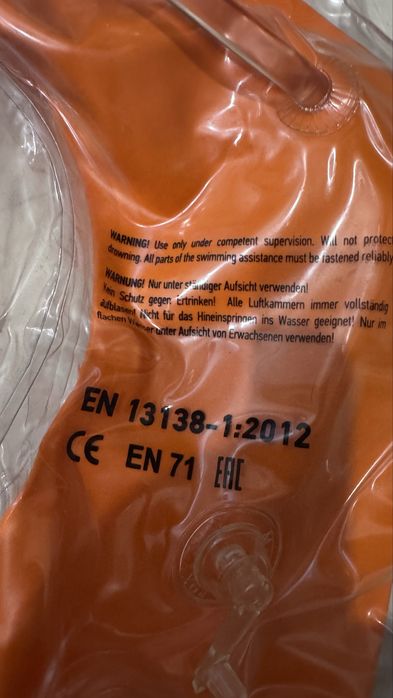 WARNING! Use only under competent supervision. Will not protect
drowning. All parts of the swimming assistance must be fastened reliably
WARNUNG! Nur unter ständiger Aufsicht verwenden!
Kein Schutz gegen Ertrinken! Alle Luftkammern immer vollständig
aufblasen! Nicht für das Hineinspringen ins Wasser geeignet! Nur im
flachen Wasser unter Aufsicht von Erwachsenen verwenden!
EN 13138-1:2012
CE EN 71 EAC